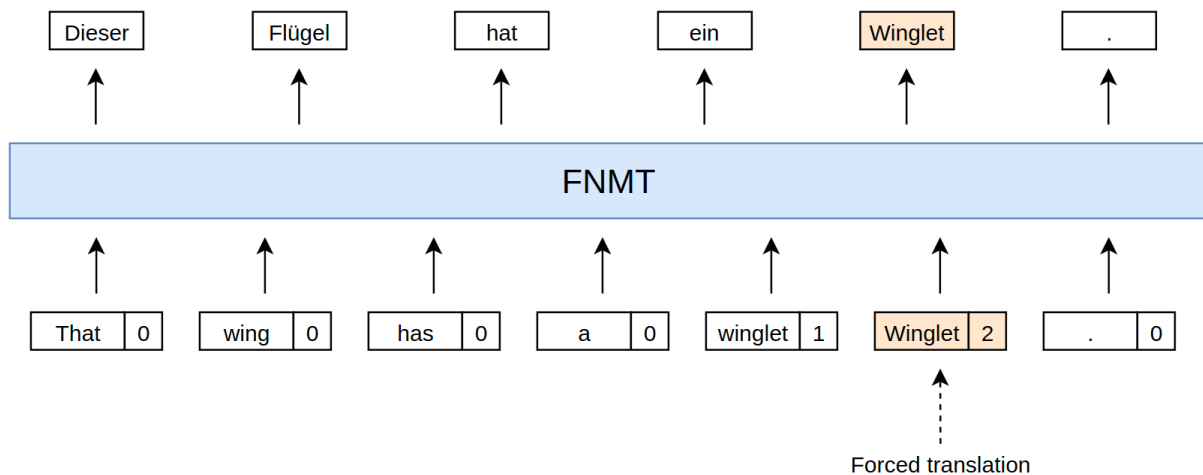 Dieser Flügel hat ein Winglet .
FNMT
That 0 wing 0 has 0 a 0 winglet 1 Winglet 2 . 0
Forced translation